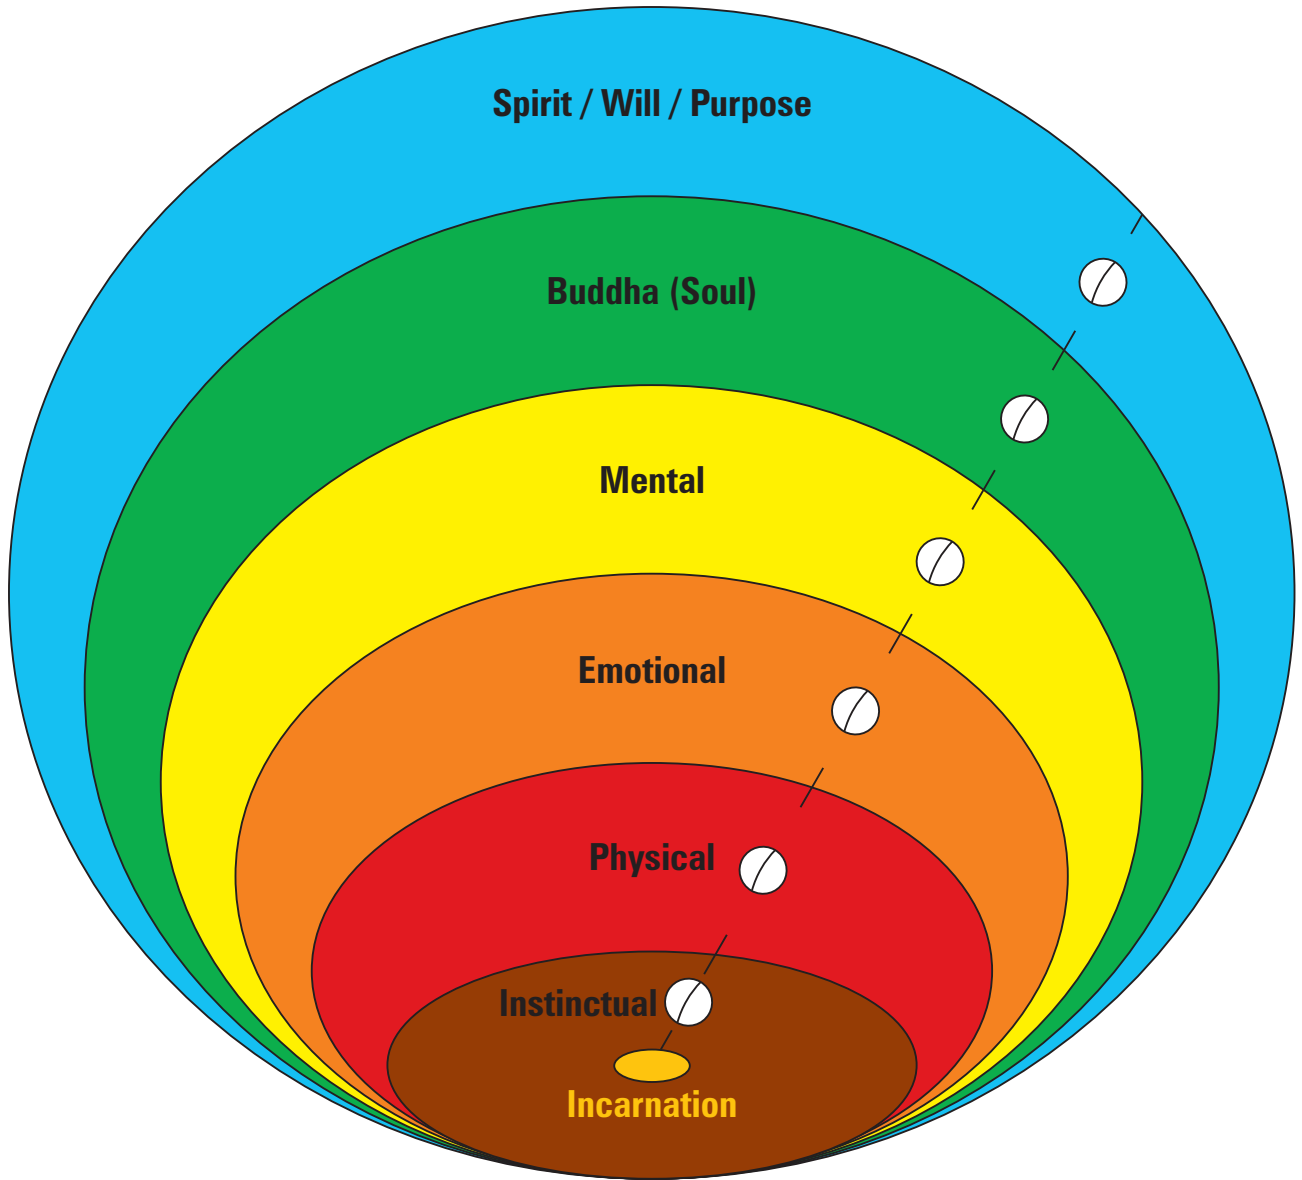 Spirit / Will / Purpose
Buddha (Soul)
Mental
Emotional
Physical
Instinctual
Incarnation